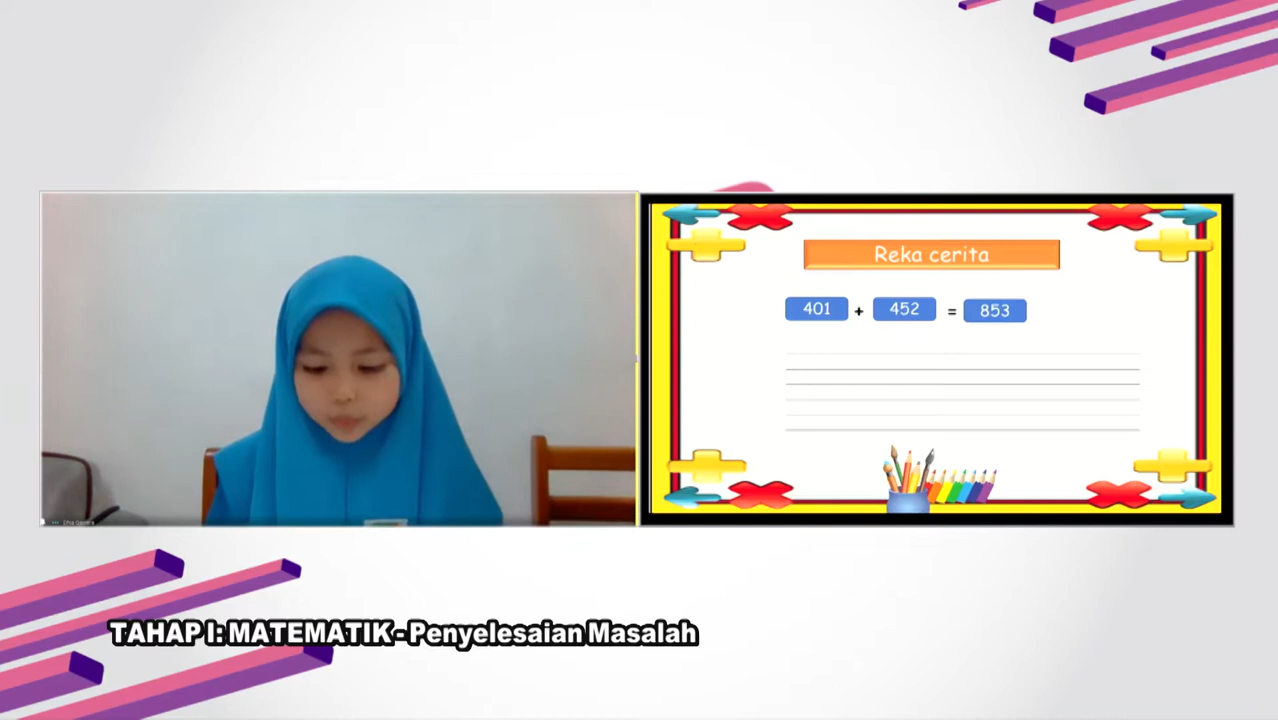 Reka cerita
401 + 452 = 853
TAHAP I: MATEMATIK - Penyelesaian Masalah